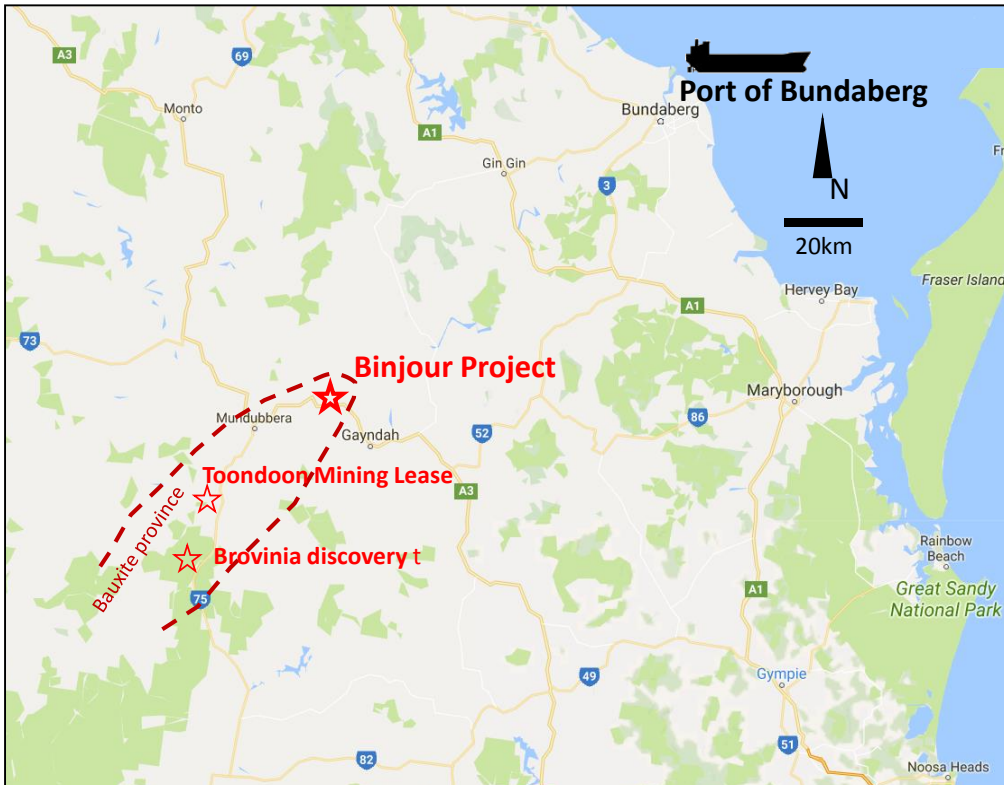 A3
69
Monto
Port of Bundaberg
Bundaberg
A1
Gin Gin
3
N
20km
Fr
Fraser Island
Hervey Bay
A1
73
Binjour Project
Maryborough
Mundubbera
86
52
Gayndah
Toondoon Mining Lease
A3
Bauxite province
Brovinia discovery t
Rainbow
Beach
Great Sandy
National Park
75
A1
49
Gympie
51
82
Noosa Heads